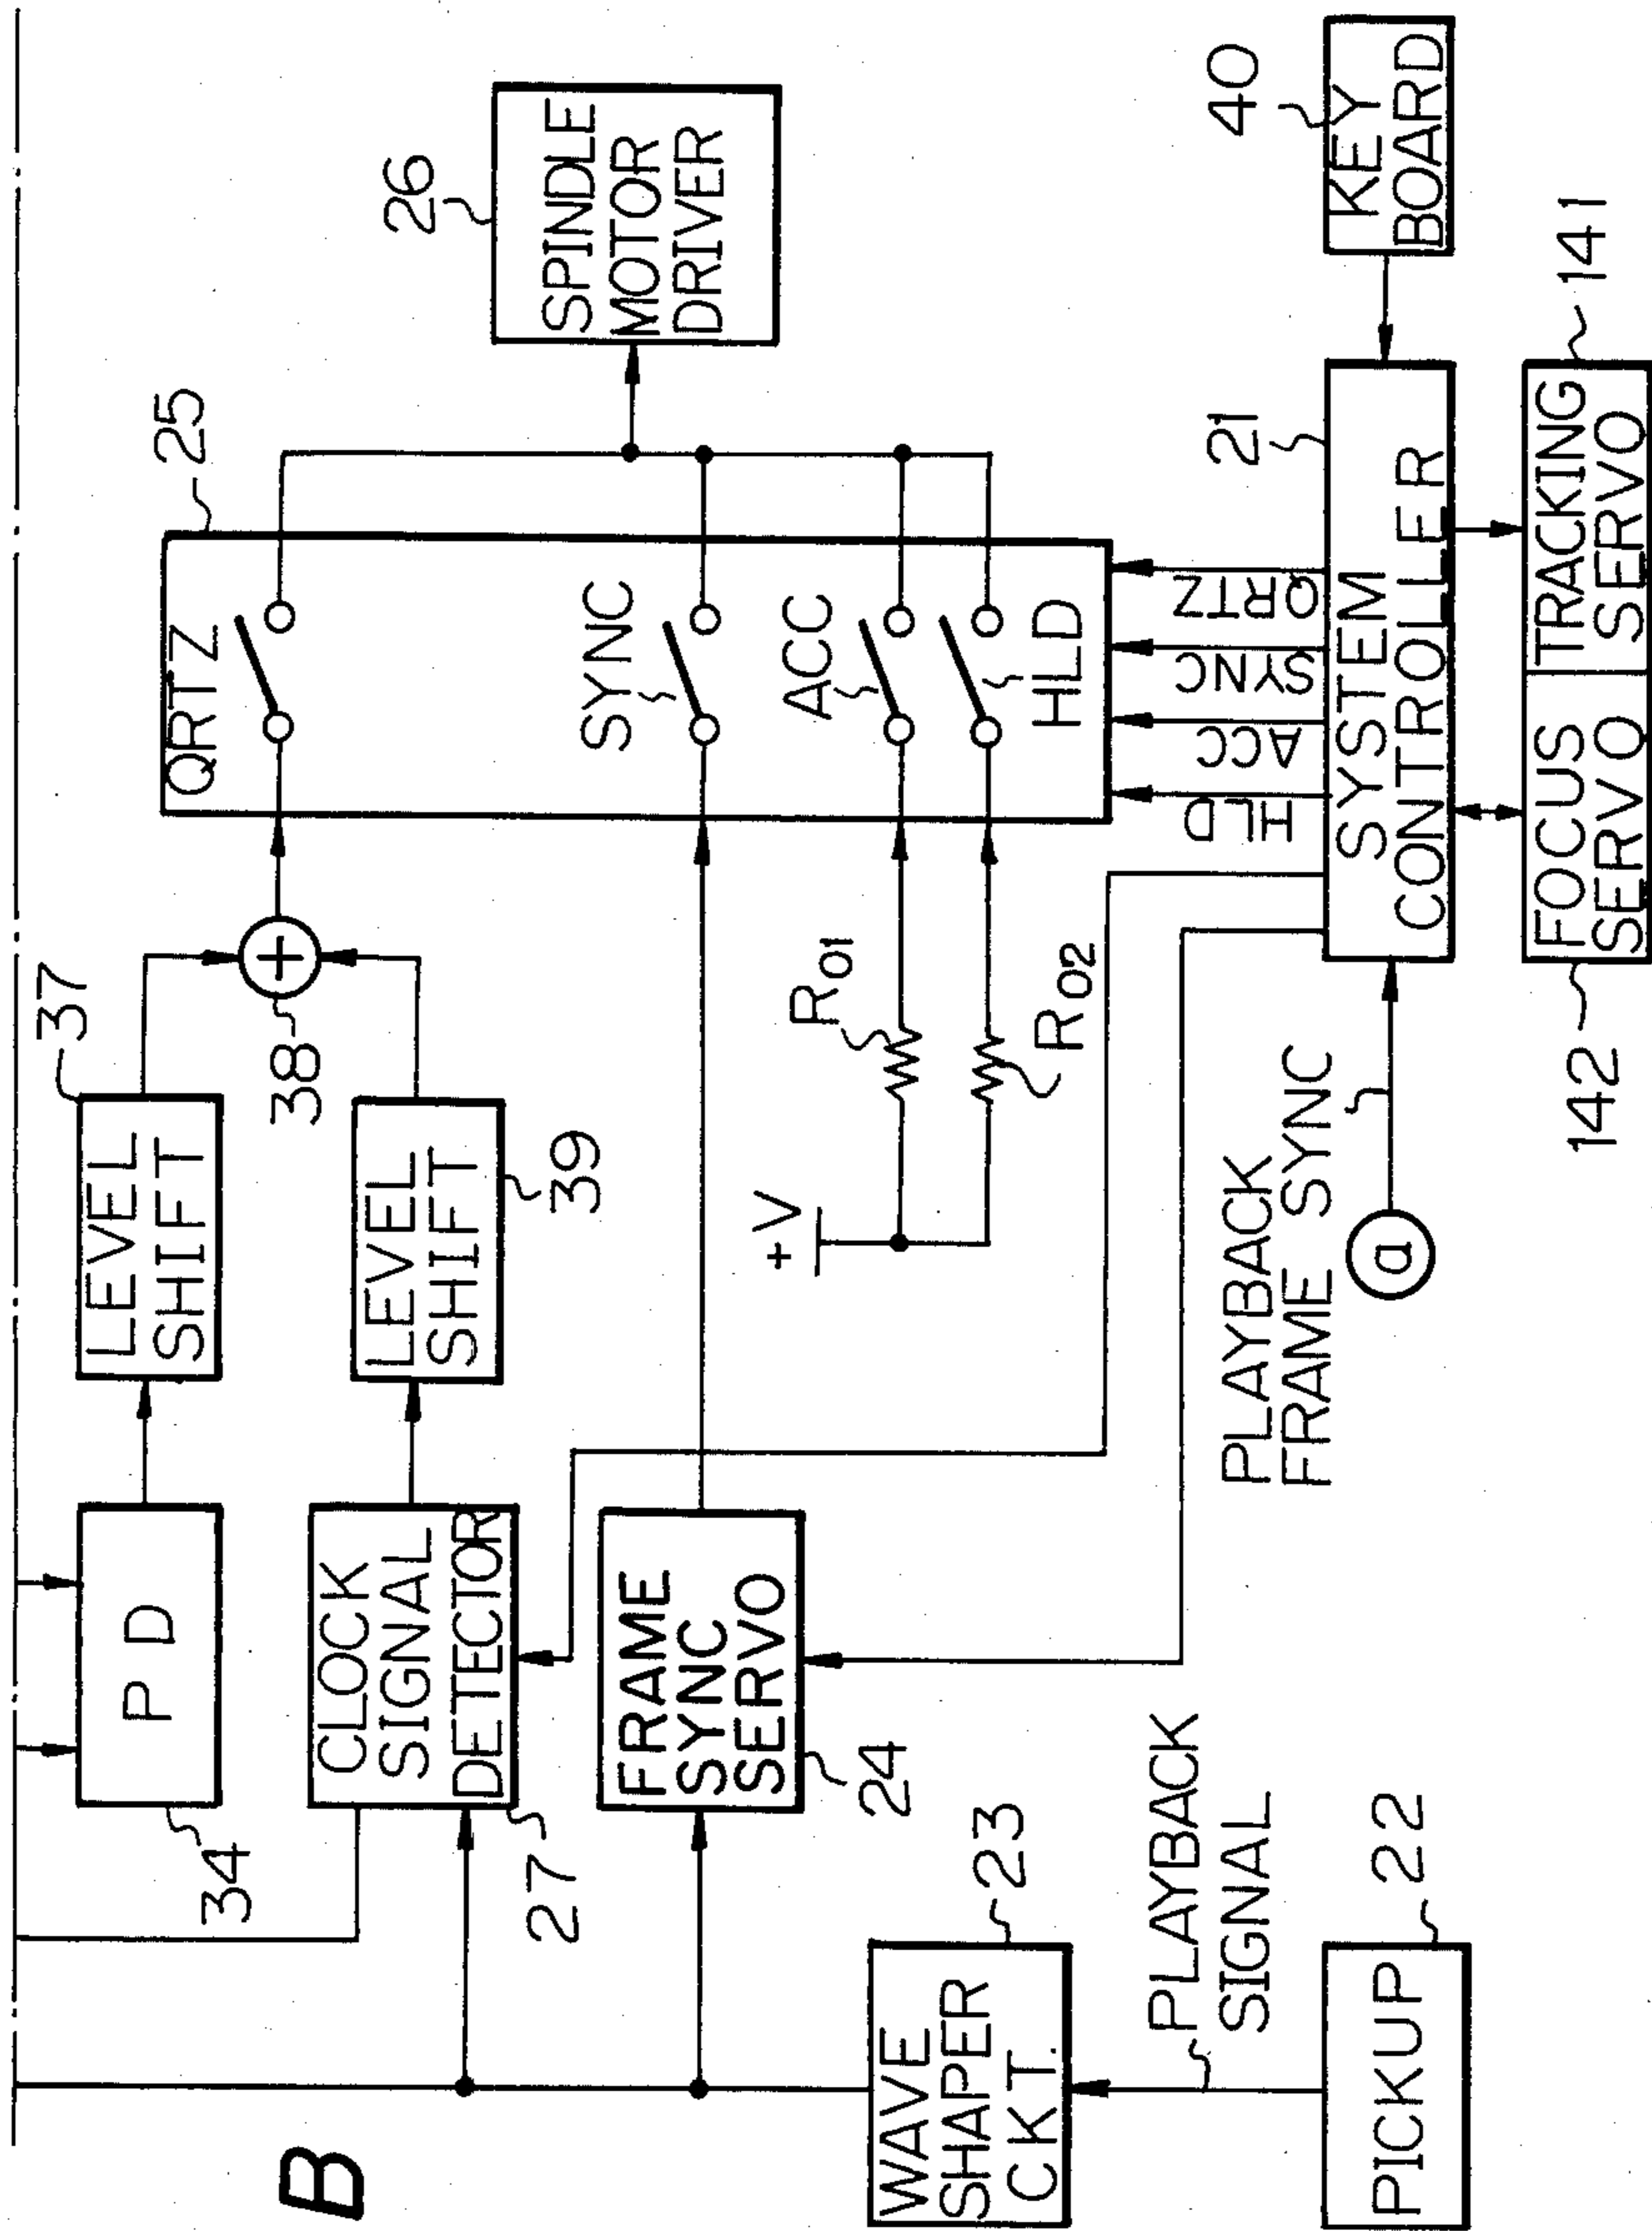 B
34
P D
LEVEL
SHIFT
37
38
CLOCK
SIGNAL
DETECTOR
27
LEVEL
SHIFT
39
FRAME
SYNC
SERVO
24
25
QRTZ
SYNC
ACC
HLD
26
SPINDLE
MOTOR
DRIVER
+V
R01
R02
WAVE
SHAPER
CKT.
23
PLAYBACK
SIGNAL
PICKUP
22
PLAYBACK
FRAME SYNC
a
HLD
ACC
SYNC
QRTZ
21
SYSTEM
CONTROLLER
40
KEY
BOARD
142
FOCUS
SERVO
TRACKING
SERVO
141